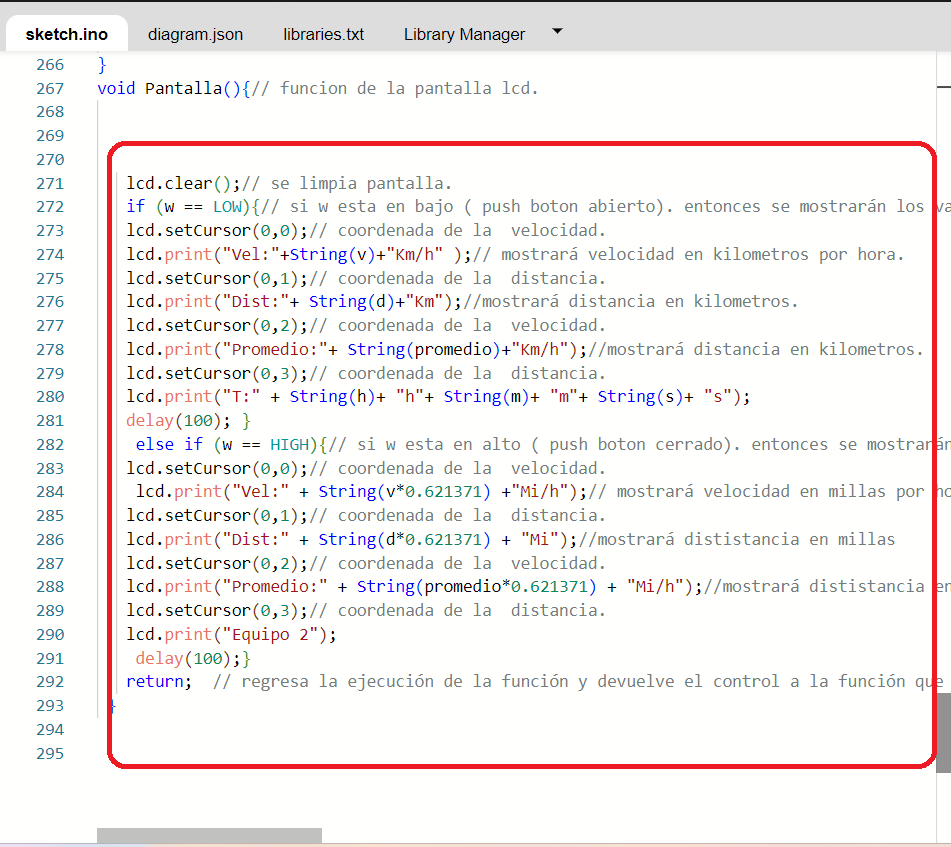 sketch.ino diagram.json libraries.txt Library Manager
266 }
267 void Pantalla(){// funcion de la pantalla lcd.
268
269
270
271 lcd.clear();// se limpia pantalla.
272 if (w == LOW){// si w esta en bajo ( push boton abierto). entonces se mostrarán los
273 lcd.setCursor(0,0);// coordenada de la  velocidad.
274 lcd.print("Vel:"+String(v)+"Km/h" );// mostrará velocidad en kilometros por hora.
275 lcd.setCursor(0,1);// coordenada de la  distancia.
276 lcd.print("Dist:"+ String(d)+"Km");//mostrará distancia en kilometros.
277 lcd.setCursor(0,2);// coordenada de la  velocidad.
278 lcd.print("Promedio:"+ String(promedio)+"Km/h");//mostrará distancia en kilometros.
279 lcd.setCursor(0,3);// coordenada de la  distancia.
280 lcd.print("T:" + String(h)+ "h"+ String(m)+ "m"+ String(s)+ "s");
281 delay(100); }
282 else if (w == HIGH){// si w esta en alto ( push boton cerrado). entonces se mostrarán
283 lcd.setCursor(0,0);// coordenada de la  velocidad.
284 lcd.print("Vel:" + String(v*0.621371) +"Mi/h");// mostrará velocidad en millas por
285 lcd.setCursor(0,1);// coordenada de la  distancia.
286 lcd.print("Dist:" + String(d*0.621371) + "Mi");//mostrará dististancia en millas
287 lcd.setCursor(0,2);// coordenada de la  velocidad.
288 lcd.print("Promedio:" + String(promedio*0.621371) + "Mi/h");//mostrará dististancia en
289 lcd.setCursor(0,3);// coordenada de la  distancia.
290 lcd.print("Equipo 2");
291 delay(100);}
292 return;  // regresa la ejecución de la función y devuelve el control a la función que
293 }
294
295